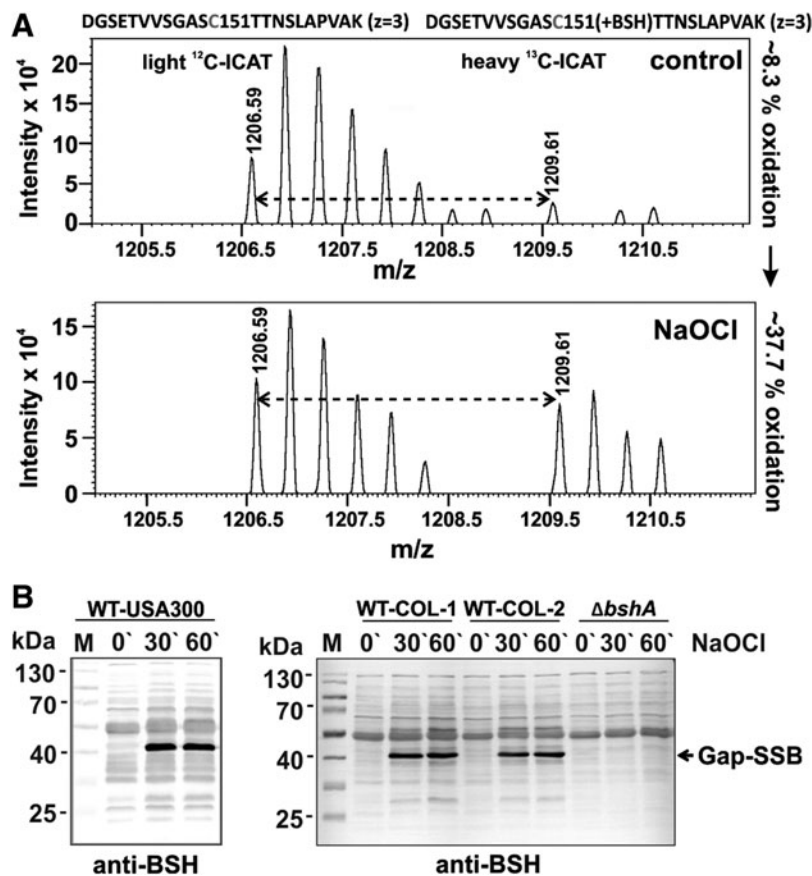 A
DGSETVVSGASC151TTNSLAPVAK (z=3) DGSETVVSGASC151(+BSH)TTNSLAPVAK (z=3)
light ¹²C-ICAT
heavy ¹³C-ICAT
control
~8.3 % oxidation
Intensity x 10⁴
20
15
10
5
0
1206.59
1209.61
1205.5 1206.5 1207.5 1208.5 1209.5 1210.5
m/z
NaOCl
~37.7 % oxidation
Intensity x 10⁴
15
10
5
0
1206.59
1209.61
1205.5 1206.5 1207.5 1208.5 1209.5 1210.5
m/z
B
WT-USA300
kDa M 0` 30` 60`
130
70
40
25
anti-BSH
WT-COL-1 WT-COL-2 ΔbshA
kDa M 0` 30` 60` 0` 30` 60` 0` 30` 60` NaOCl
130
70
40
25
Gap-SSB
anti-BSH